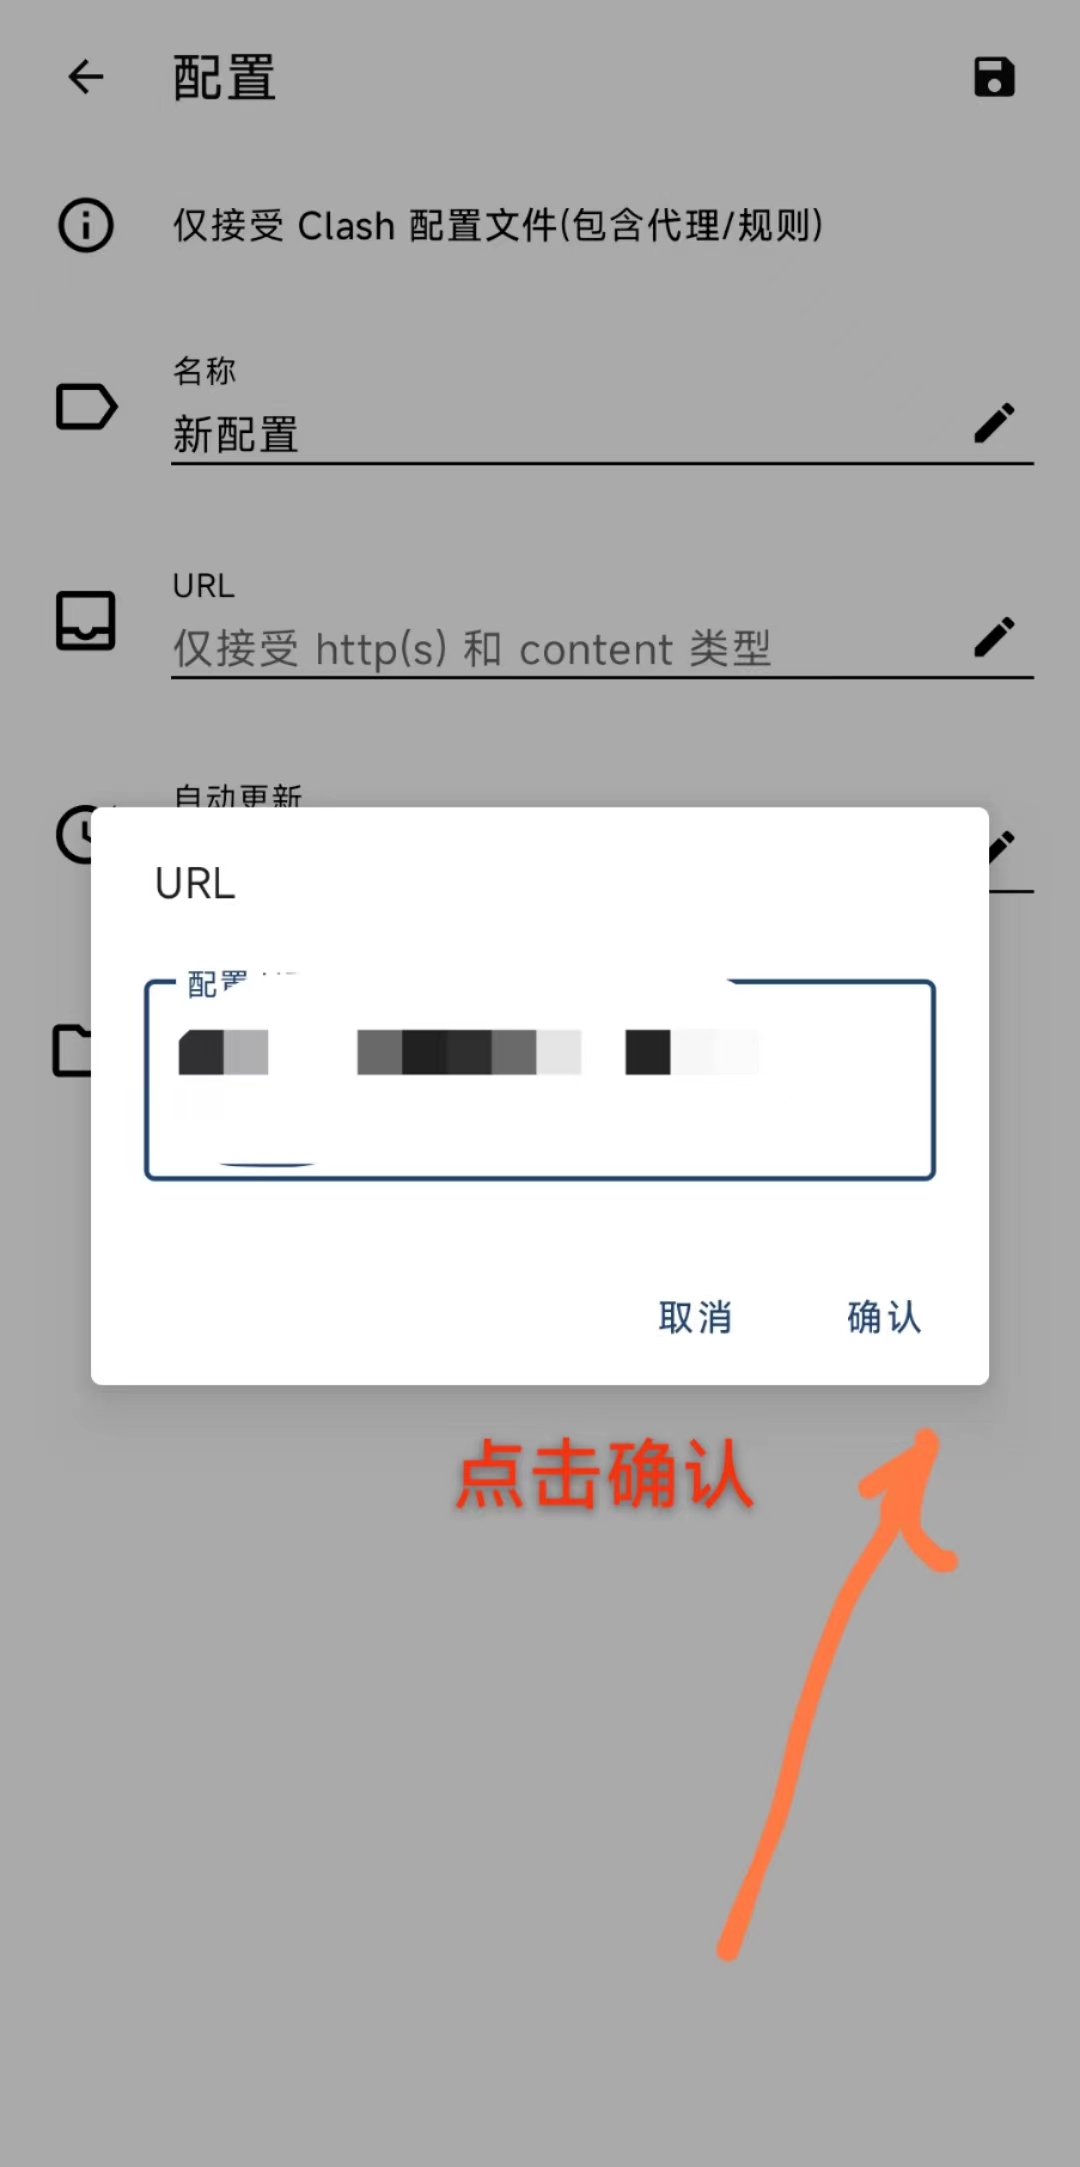 配置
仅接受 Clash 配置文件(包含代理/规则)
名称
新配置
URL
仅接受 http(s) 和 content 类型
自动更新
URL
配置
取消 确认
点击确认